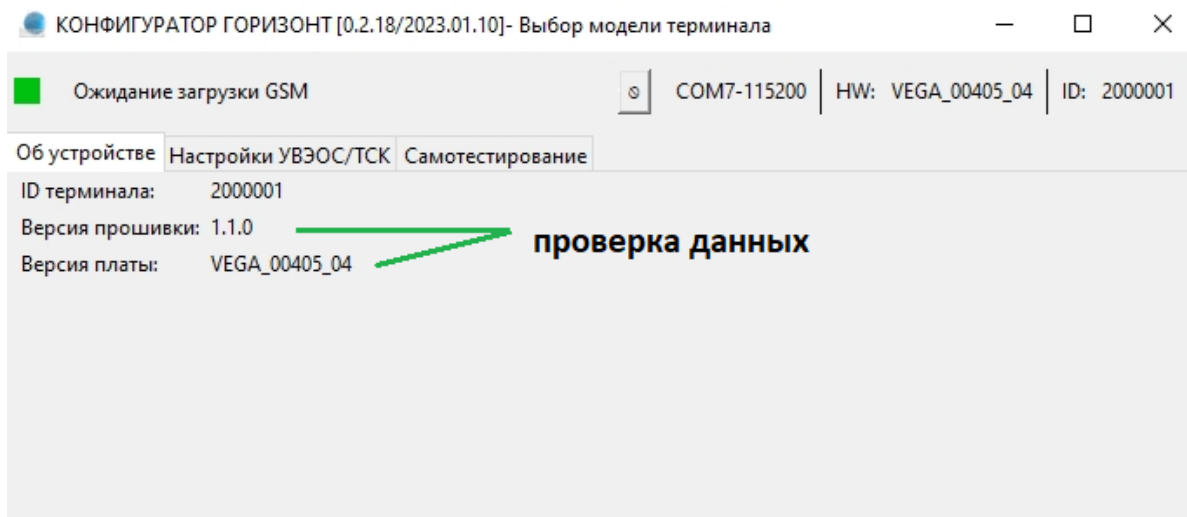 КОНФИГУРАТОР ГОРИЗОНТ [0.2.18/2023.01.10]- Выбор модели терминала
Ожидание загрузки GSM COM7-115200 HW: VEGA_00405_04 ID: 2000001
Об устройстве Настройки УВЭОС/ТСК Самотестирование
ID терминала: 2000001
Версия прошивки: 1.1.0
проверка данных
Версия платы: VEGA_00405_04